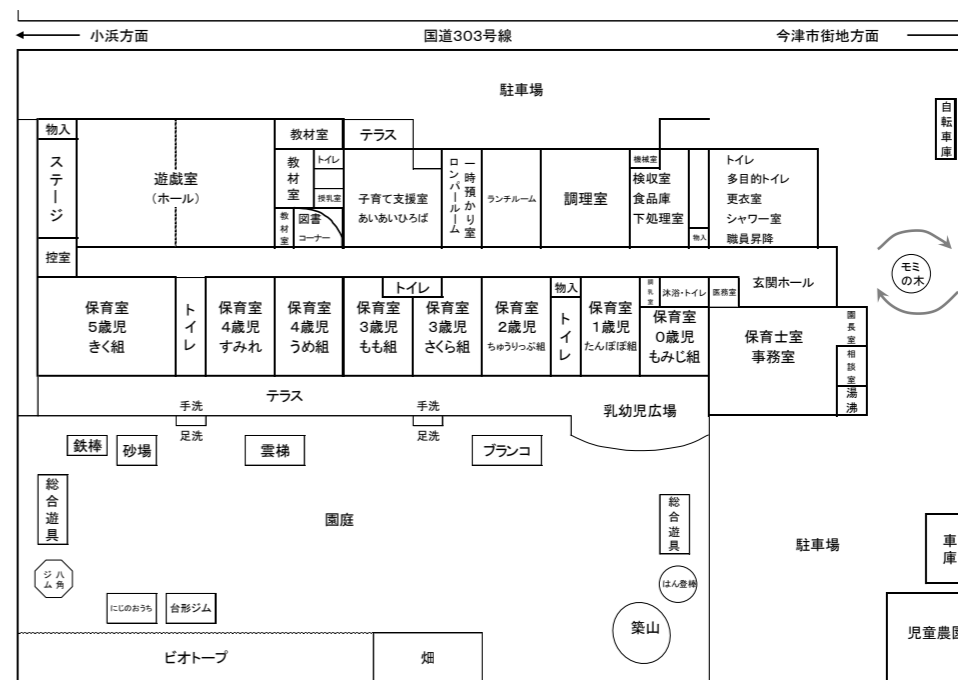 小浜方面
国道303号線
今津市街地方面
駐車場
自転車庫
物入
ステージ
控室
遊戯室
(ホール)
教材室
教材室
トイレ
授乳室
教材室
図書
コーナー
テラス
子育て支援室
あいあいひろば
一時預かり室
ロンパールーム
ランチルーム
調理室
機械室
検収室
食品庫
下処理室
物入
トイレ
多目的トイレ
更衣室
シャワー室
職員昇降
モミ
の木
玄関ホール
保育室
5歳児
きく組
トイレ
保育室
4歳児
すみれ
保育室
4歳児
うめ組
トイレ
保育室
3歳児
もも組
保育室
3歳児
さくら組
保育室
2歳児
ちゅうりっぷ組
物入
トイレ
保育室
1歳児
たんぽぽ組
調乳室
沐浴・トイレ
医務室
保育室
0歳児
もみじ組
保育士室
事務室
園長室
相談室
湯沸
テラス
乳幼児広場
手洗
足洗
手洗
足洗
鉄棒
砂場
雲梯
ブランコ
総合遊具
園庭
総合遊具
駐車場
車庫
八角
ジム
はん登棒
にじのおうち
台形ジム
築山
児童農園
ビオトープ
畑